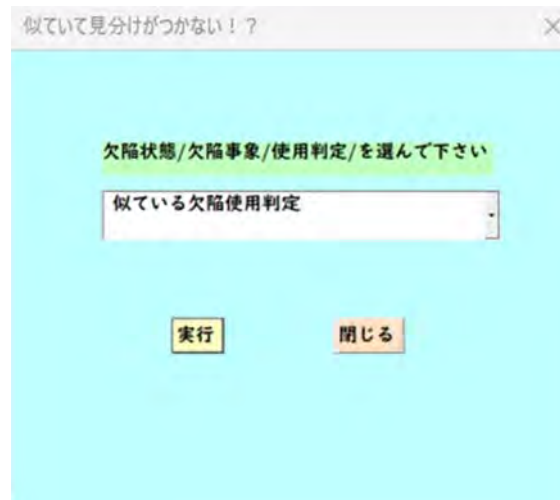 似ていて見分けがつかない！？
欠陥状態/欠陥事象/使用判定/を選んで下さい
似ている欠陥使用判定
実行
閉じる